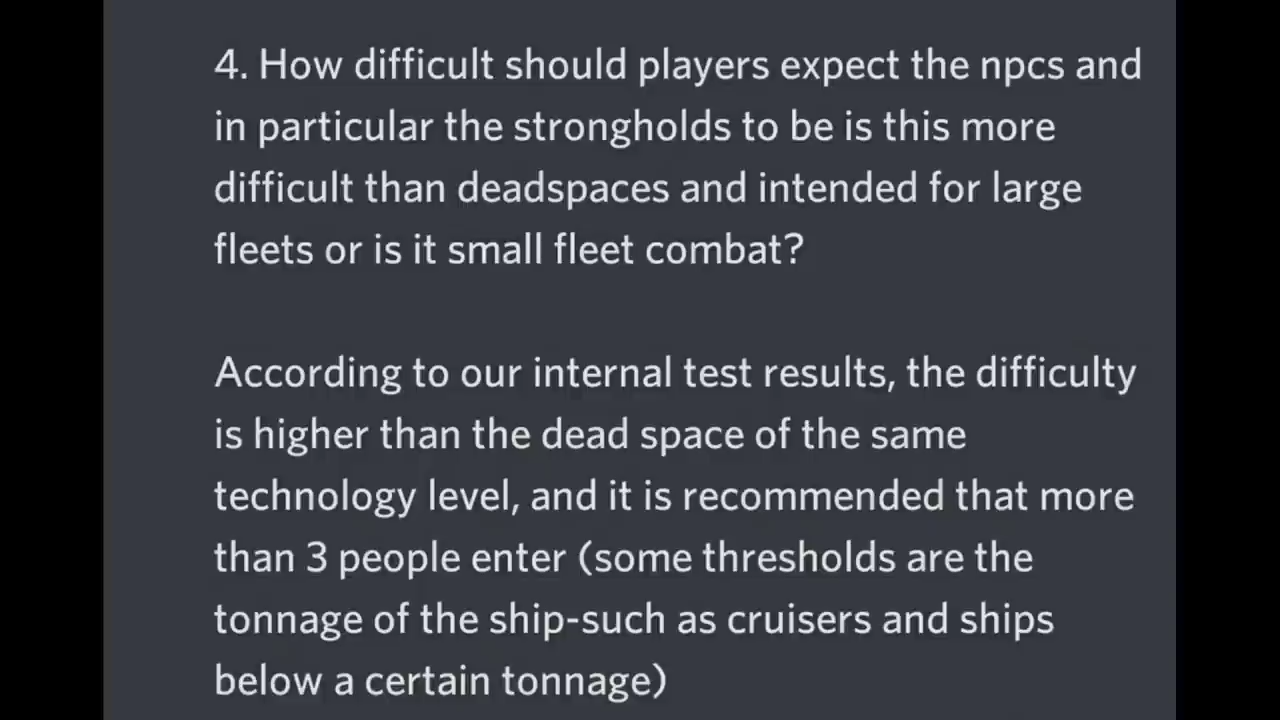 4. How difficult should players expect the npcs and
in particular the strongholds to be is this more
difficult than deadspaces and intended for large
fleets or is it small fleet combat?
According to our internal test results, the difficulty
is higher than the dead space of the same
technology level, and it is recommended that more
than 3 people enter (some thresholds are the
tonnage of the ship-such as cruisers and ships
below a certain tonnage)